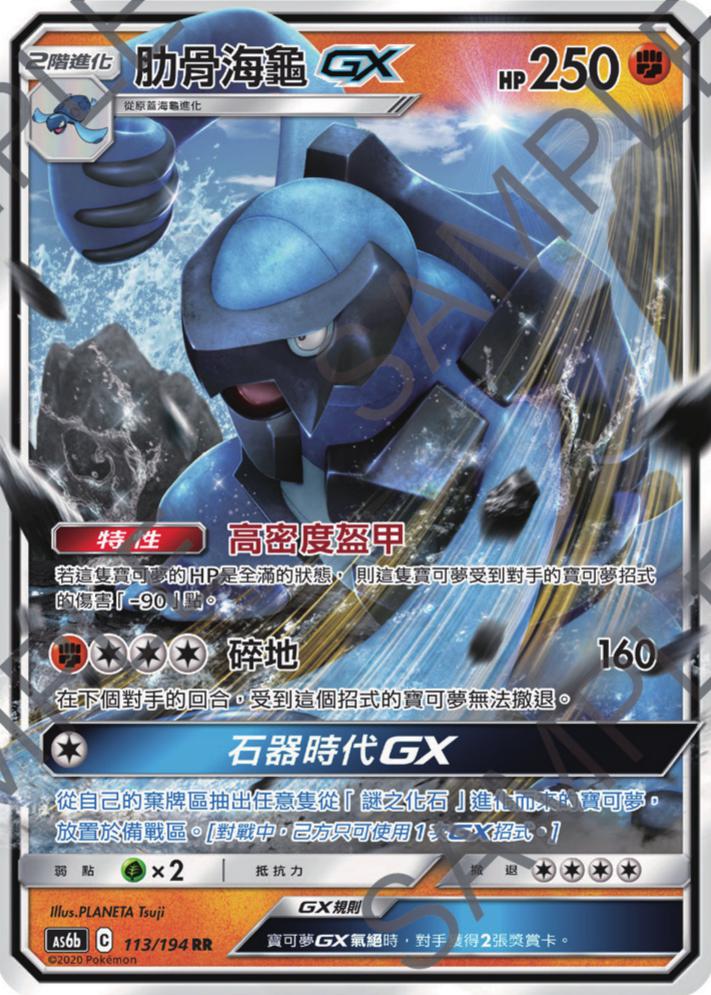 2階進化 肋骨海龜GX HP250
從原蓋海龜進化
特性 高密度盔甲
若這隻寶可夢的HP是全滿的狀態,則這隻寶可夢受到對手的寶可夢招式
的傷害「-90」點。
碎地 160
在下個對手的回合,受到這個招式的寶可夢無法撤退。
石器時代GX
從自己的棄牌區抽出任意隻從「謎之化石」進化而來的寶可夢,
放置於備戰區。[對戰中,己方只可使用1次GX招式。]
弱點 ×2 抵抗力 撤退
Illus.PLANETA Tsuji
GX規則
AS6b C 113/194 RR
寶可夢GX氣絕時,對手獲得2張獎賞卡。
©2020 Pokémon
SAMPLE
SAMPLE